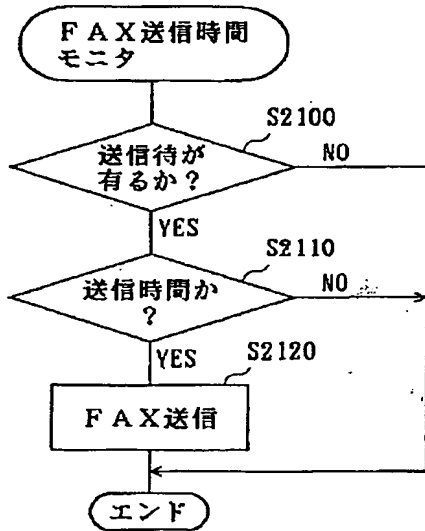 FAX送信時間
モニタ
S2100
送信待が
有るか？
NO
YES
S2110
送信時間か
？
NO
YES
S2120
FAX送信
エンド